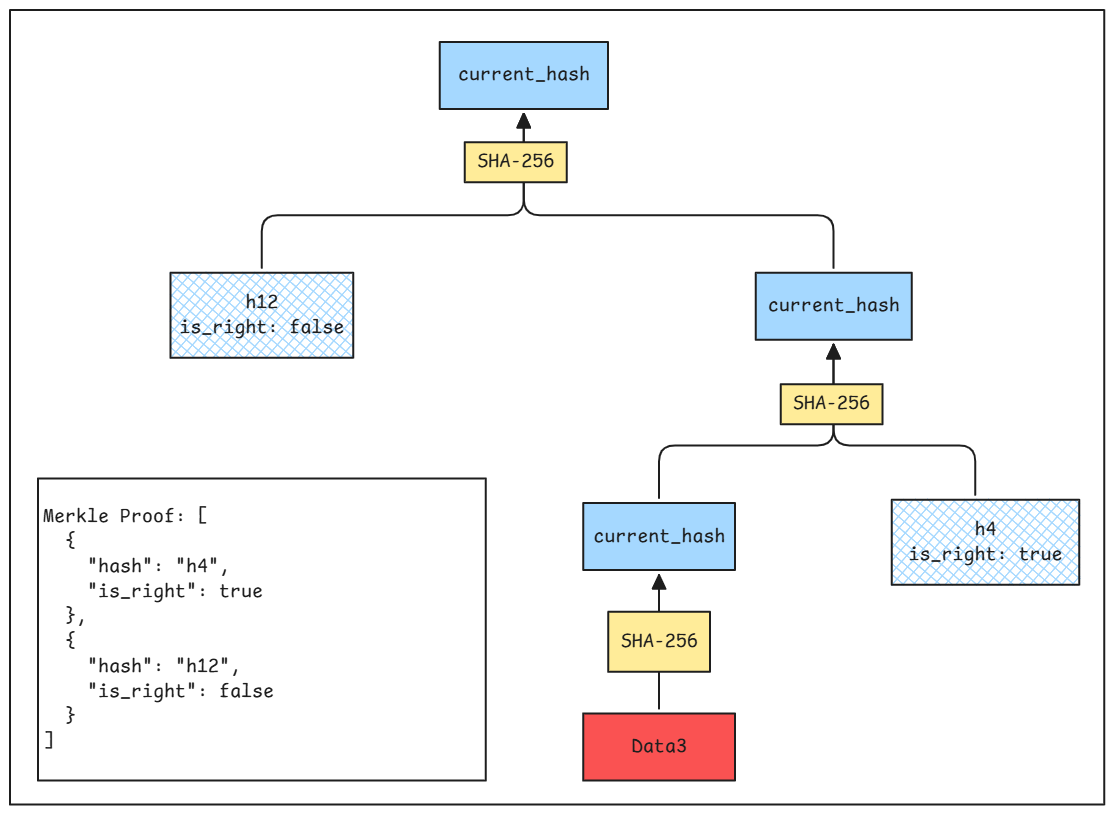 current_hash
SHA-256
h12
is_right: false
current_hash
SHA-256
current_hash
h4
is_right: true
SHA-256
Data3
Merkle Proof: [
  {
    "hash": "h4",
    "is_right": true
  },
  {
    "hash": "h12",
    "is_right": false
  }
]